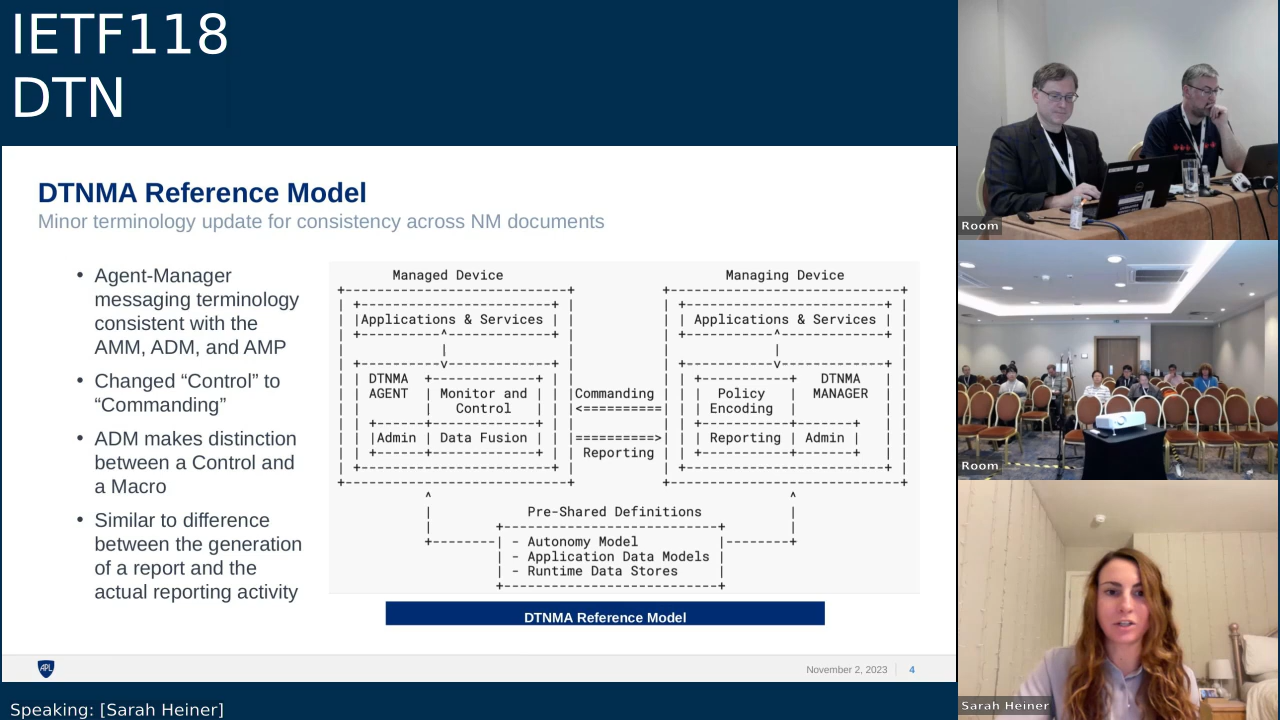 IETF118
DTN
DTNMA Reference Model
Minor terminology update for consistency across NM documents
• Agent-Manager
messaging terminology
consistent with the
AMM, ADM, and AMP
• Changed “Control” to
“Commanding”
• ADM makes distinction
between a Control and
a Macro
• Similar to difference
between the generation
of a report and the
actual reporting activity
Managed Device
Applications & Services
DTNMA
AGENT
Monitor and
Control
Admin
Data Fusion
Commanding
<==========
==========>
Reporting
Managing Device
Applications & Services
Policy
Encoding
DTNMA
MANAGER
Reporting
Admin
Pre-Shared Definitions
- Autonomy Model
- Application Data Models
- Runtime Data Stores
DTNMA Reference Model
APL
November 2, 2023
4
Speaking: [Sarah Heiner]
Room
Room
Sarah Heiner